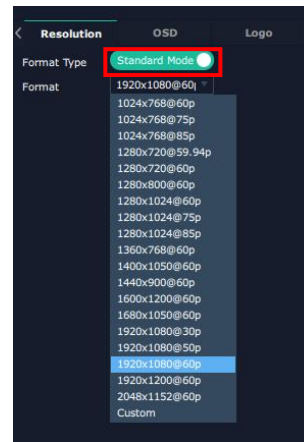 Resolution OSD Logo
Format Type Standard Mode
Format 1920x1080@60p
1024x768@60p
1024x768@75p
1024x768@85p
1280x720@59.94p
1280x720@60p
1280x800@60p
1280x1024@60p
1280x1024@75p
1280x1024@85p
1360x768@60p
1400x1050@60p
1440x900@60p
1600x1200@60p
1680x1050@60p
1920x1080@30p
1920x1080@50p
1920x1080@60p
1920x1200@60p
2048x1152@60p
Custom